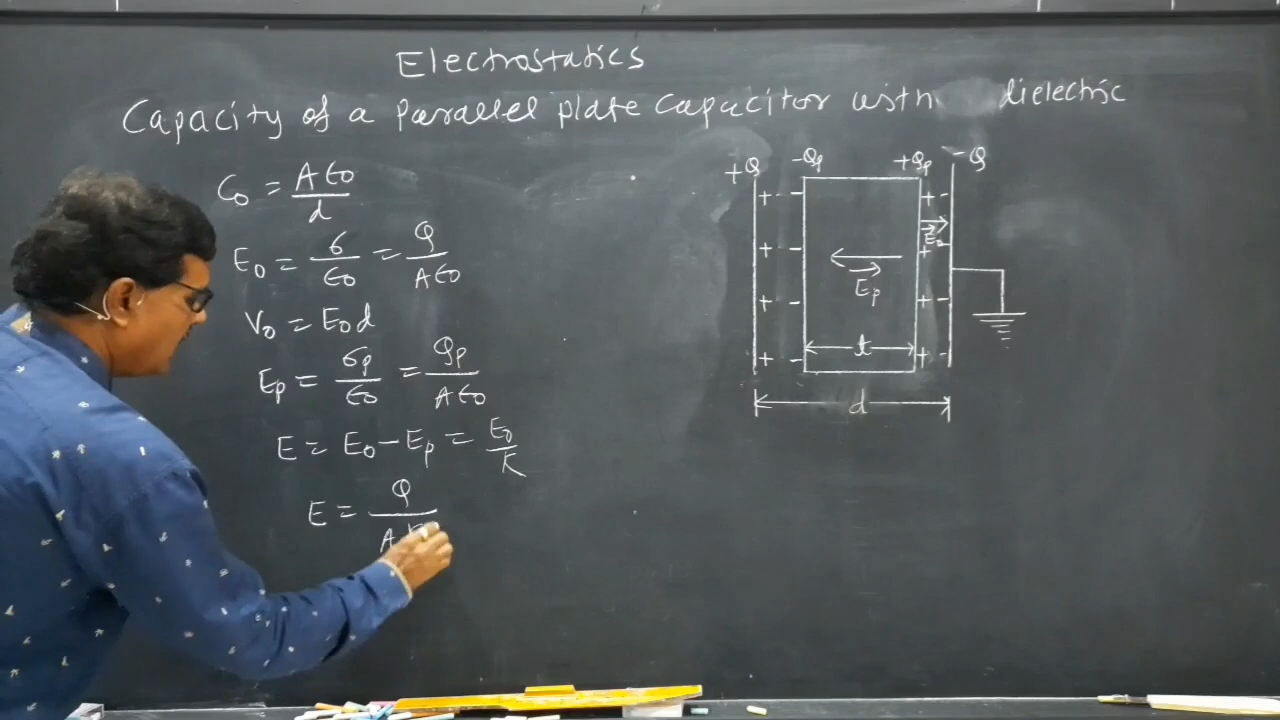 Electrostatics
Capacity of a parallel plate capacitor with dielectric
C₀ = Aε₀/d
E₀ = σ/ε₀ = Q/Aε₀
V₀ = E₀d
Ep = σp/ε₀ = Qp/Aε₀
E = E₀ - Ep = E₀/K
E = Q/A
+Q -Qp +Qp -Q
+ - + -
E₀
+ - +
Ep
+ - + -
t
+ - + -
d